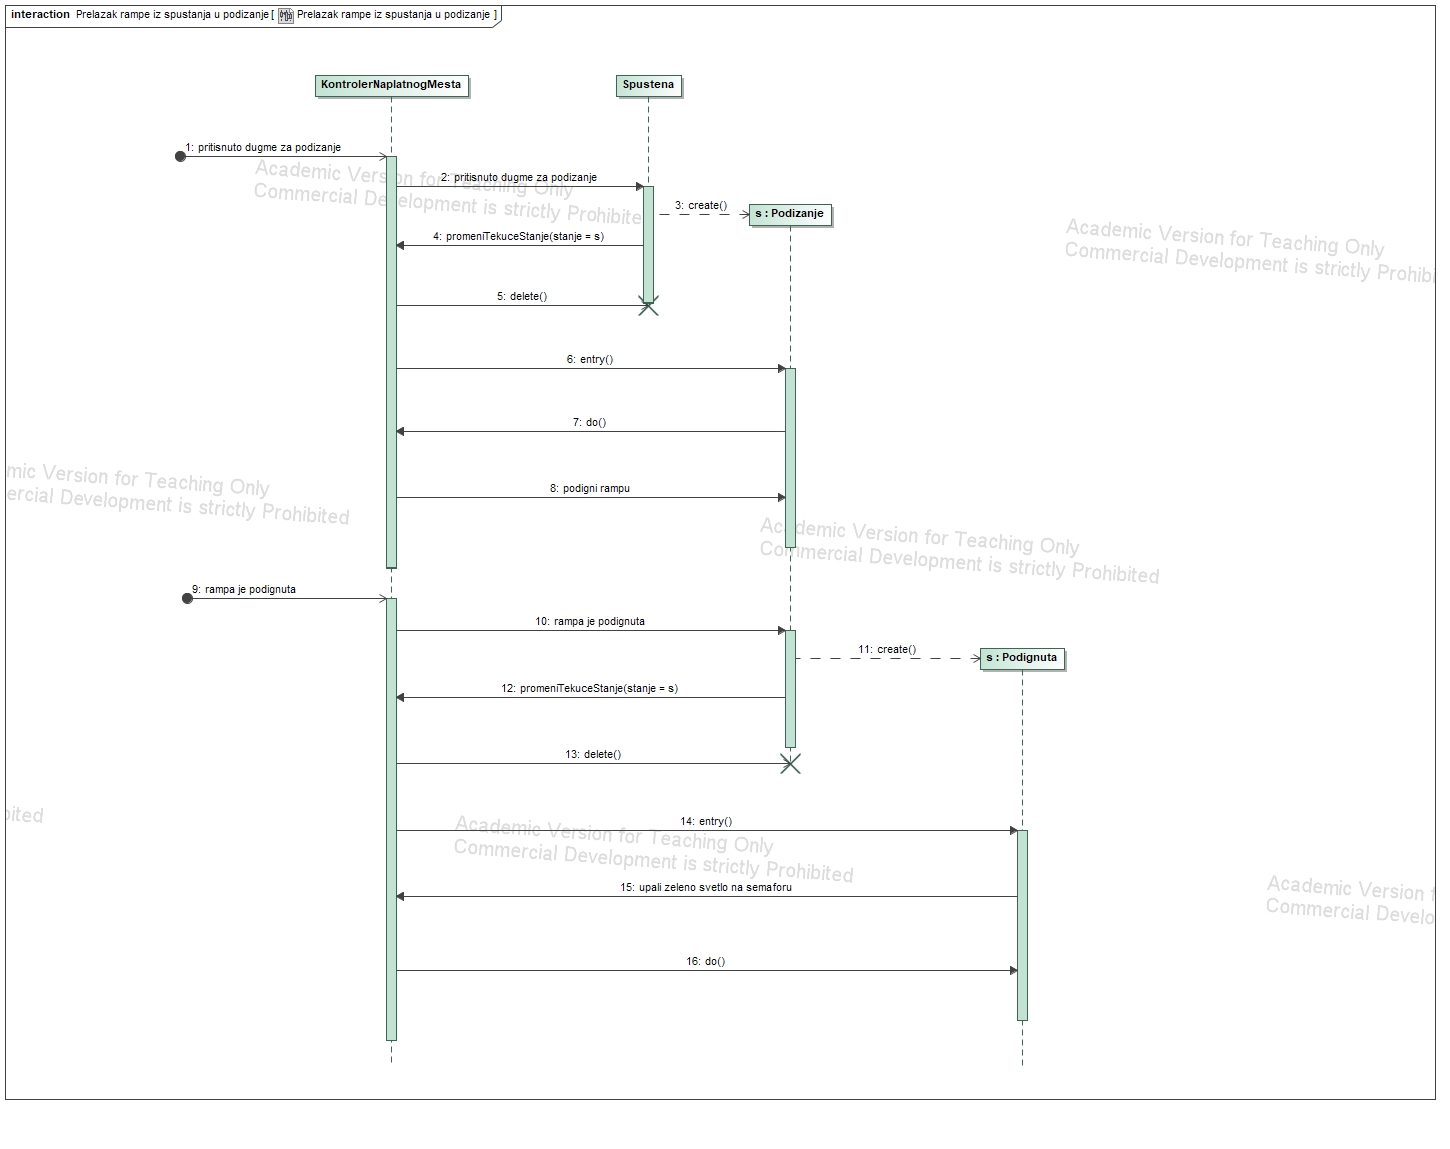 interaction Prelazak rampe iz spustanja u podizanje [ Prelazak rampe iz spustanja u podizanje ]
KontrolerNaplatnogMesta
Spustena
1: pritisnuto dugme za podizanje
Academic Version for Teaching Only
Commercial Development is strictly Prohibite
2: pritisnuto dugme za podizanje
3: create()
s : Podizanje
4: promeniTekuceStanje(stanje = s)
Academic Version for Teaching Only
Commercial Development is strictly Prohibi
5: delete()
6: entry()
7: do()
mic Version for Teaching Only
ercial Development is strictly Prohibited
8: podigni rampu
Academic Version for Teaching Only
Commercial Development is strictly Prohibited
9: rampa je podignuta
10: rampa je podignuta
11: create()
s : Podignuta
12: promeniTekuceStanje(stanje = s)
13: delete()
bited
14: entry()
Academic Version for Teaching Only
Commercial Development is strictly Prohibited
15: upali zeleno svetlo na semaforu
Academic Version f
Commercial Develo
16: do()